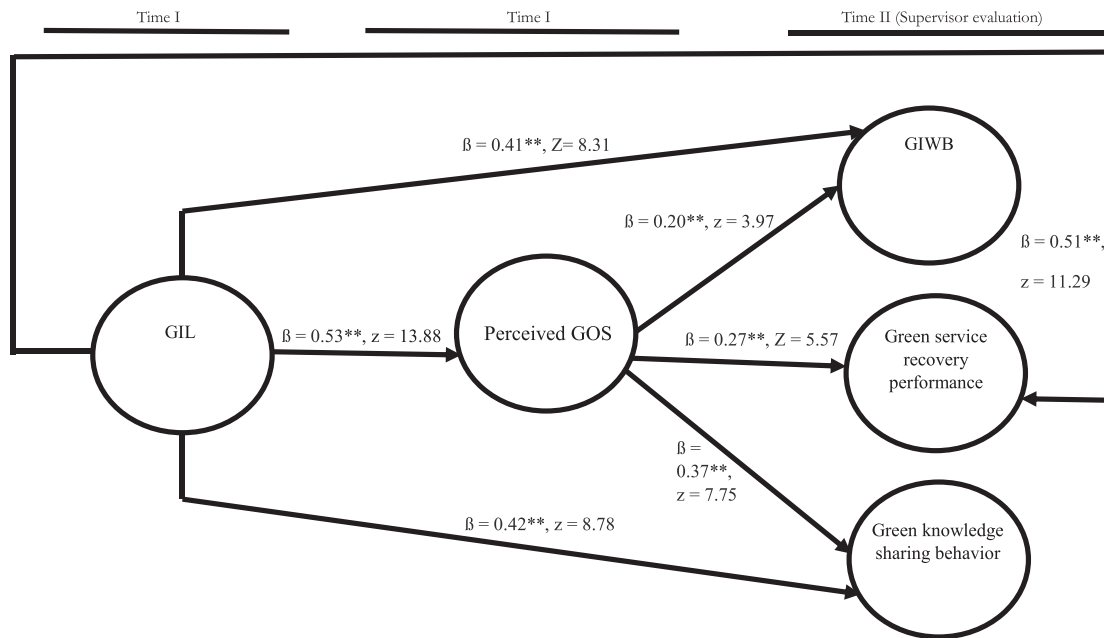 Time I
Time I
Time II (Supervisor evaluation)
ß = 0.41**, Z= 8.31
GIWB
ß = 0.20**, z = 3.97
ß = 0.51**,
z = 11.29
GIL
ß = 0.53**, z = 13.88
Perceived GOS
ß = 0.27**, Z = 5.57
Green service
recovery
performance
ß =
0.37**,
z = 7.75
ß = 0.42**, z = 8.78
Green knowledge
sharing behavior